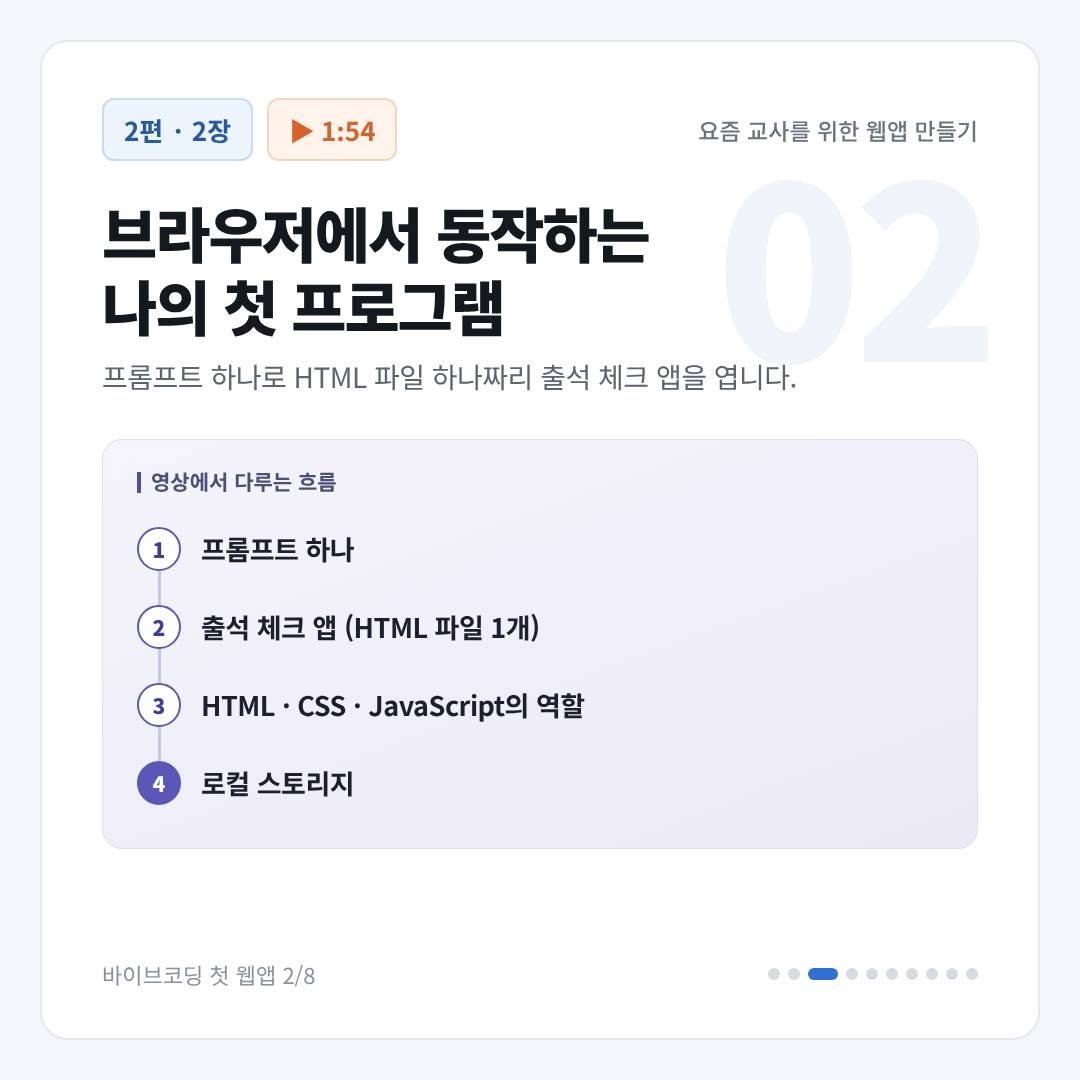 2편 · 2장
▶ 1:54
요즘 교사를 위한 웹앱 만들기
02
브라우저에서 동작하는
나의 첫 프로그램
프롬프트 하나로 HTML 파일 하나짜리 출석 체크 앱을 엽니다.
영상에서 다루는 흐름
1 프롬프트 하나
2 출석 체크 앱 (HTML 파일 1개)
3 HTML · CSS · JavaScript의 역할
4 로컬 스토리지
바이브코딩 첫 웹앱 2/8